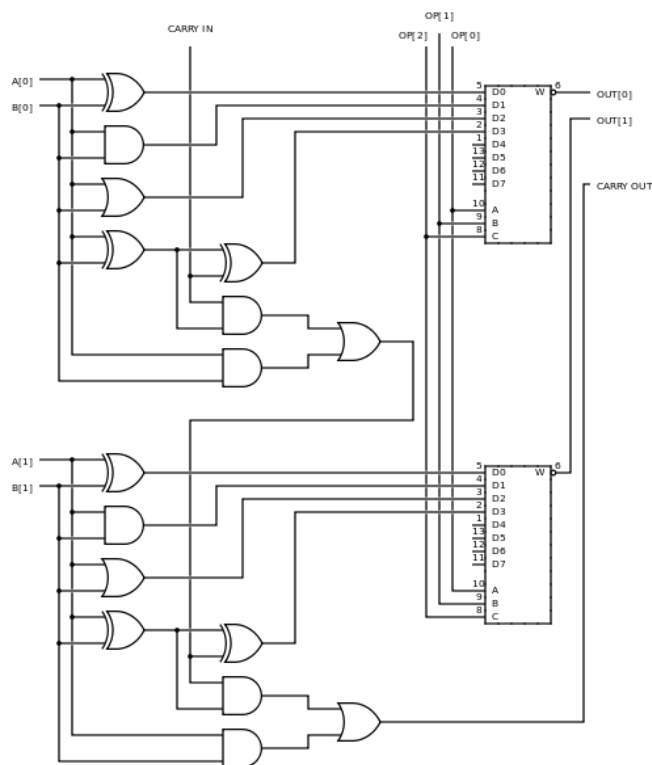 OP[1]
CARRY IN
OP[2] OP[0]
A[0]
B[0]
5 D0 W 6
4 D1
3 D2
2 D3
1 D4
13 D5
12 D6
11 D7
10 A
9 B
8 C
OUT[0]
OUT[1]
CARRY OUT
A[1]
B[1]
5 D0 W 6
4 D1
3 D2
2 D3
1 D4
13 D5
12 D6
11 D7
10 A
9 B
8 C